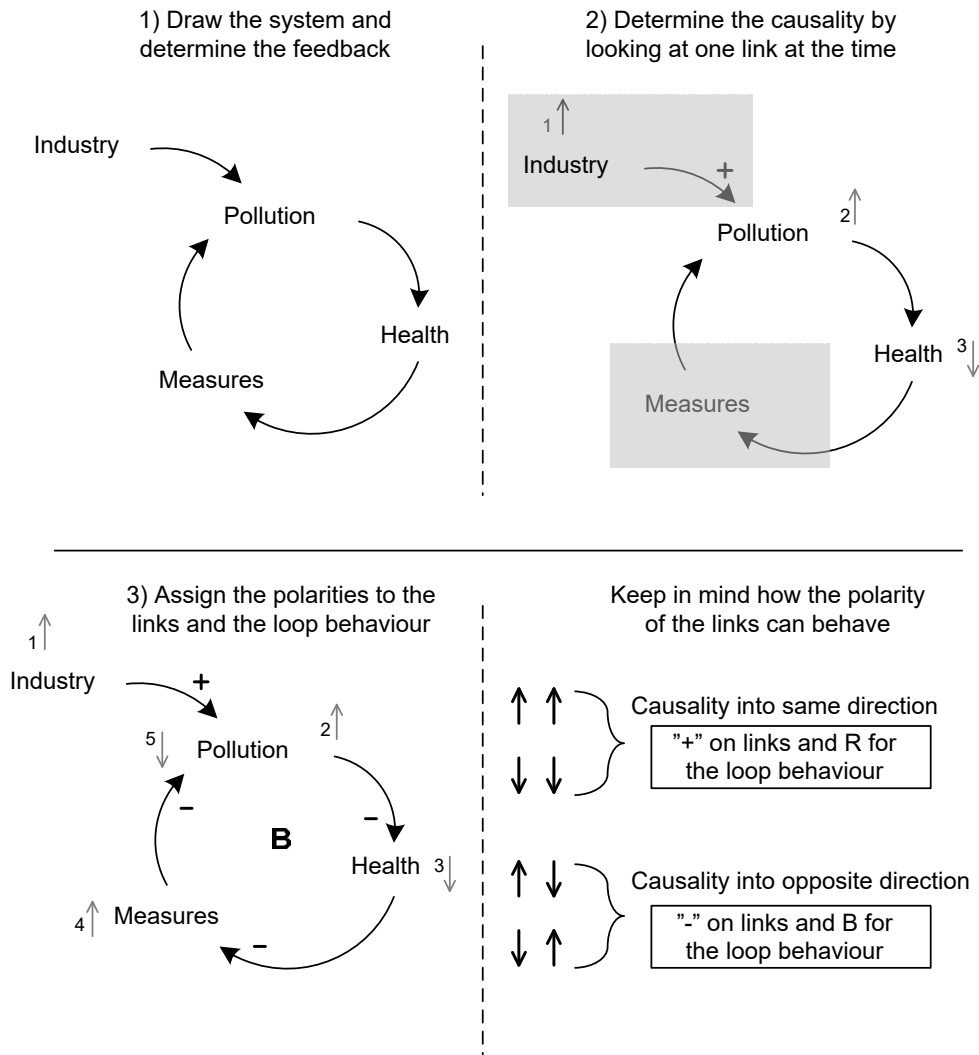 1) Draw the system and
determine the feedback
Industry
Pollution
Health
Measures
2) Determine the causality by
looking at one link at the time
1
Industry
+
Pollution
2
Health
3
Measures
3) Assign the polarities to the
links and the loop behaviour
1
Industry
+
5
Pollution
2
–
–
B
Health
3
4
Measures
–
Keep in mind how the polarity
of the links can behave
Causality into same direction
”+” on links and R for
the loop behaviour
Causality into opposite direction
”-” on links and B for
the loop behaviour